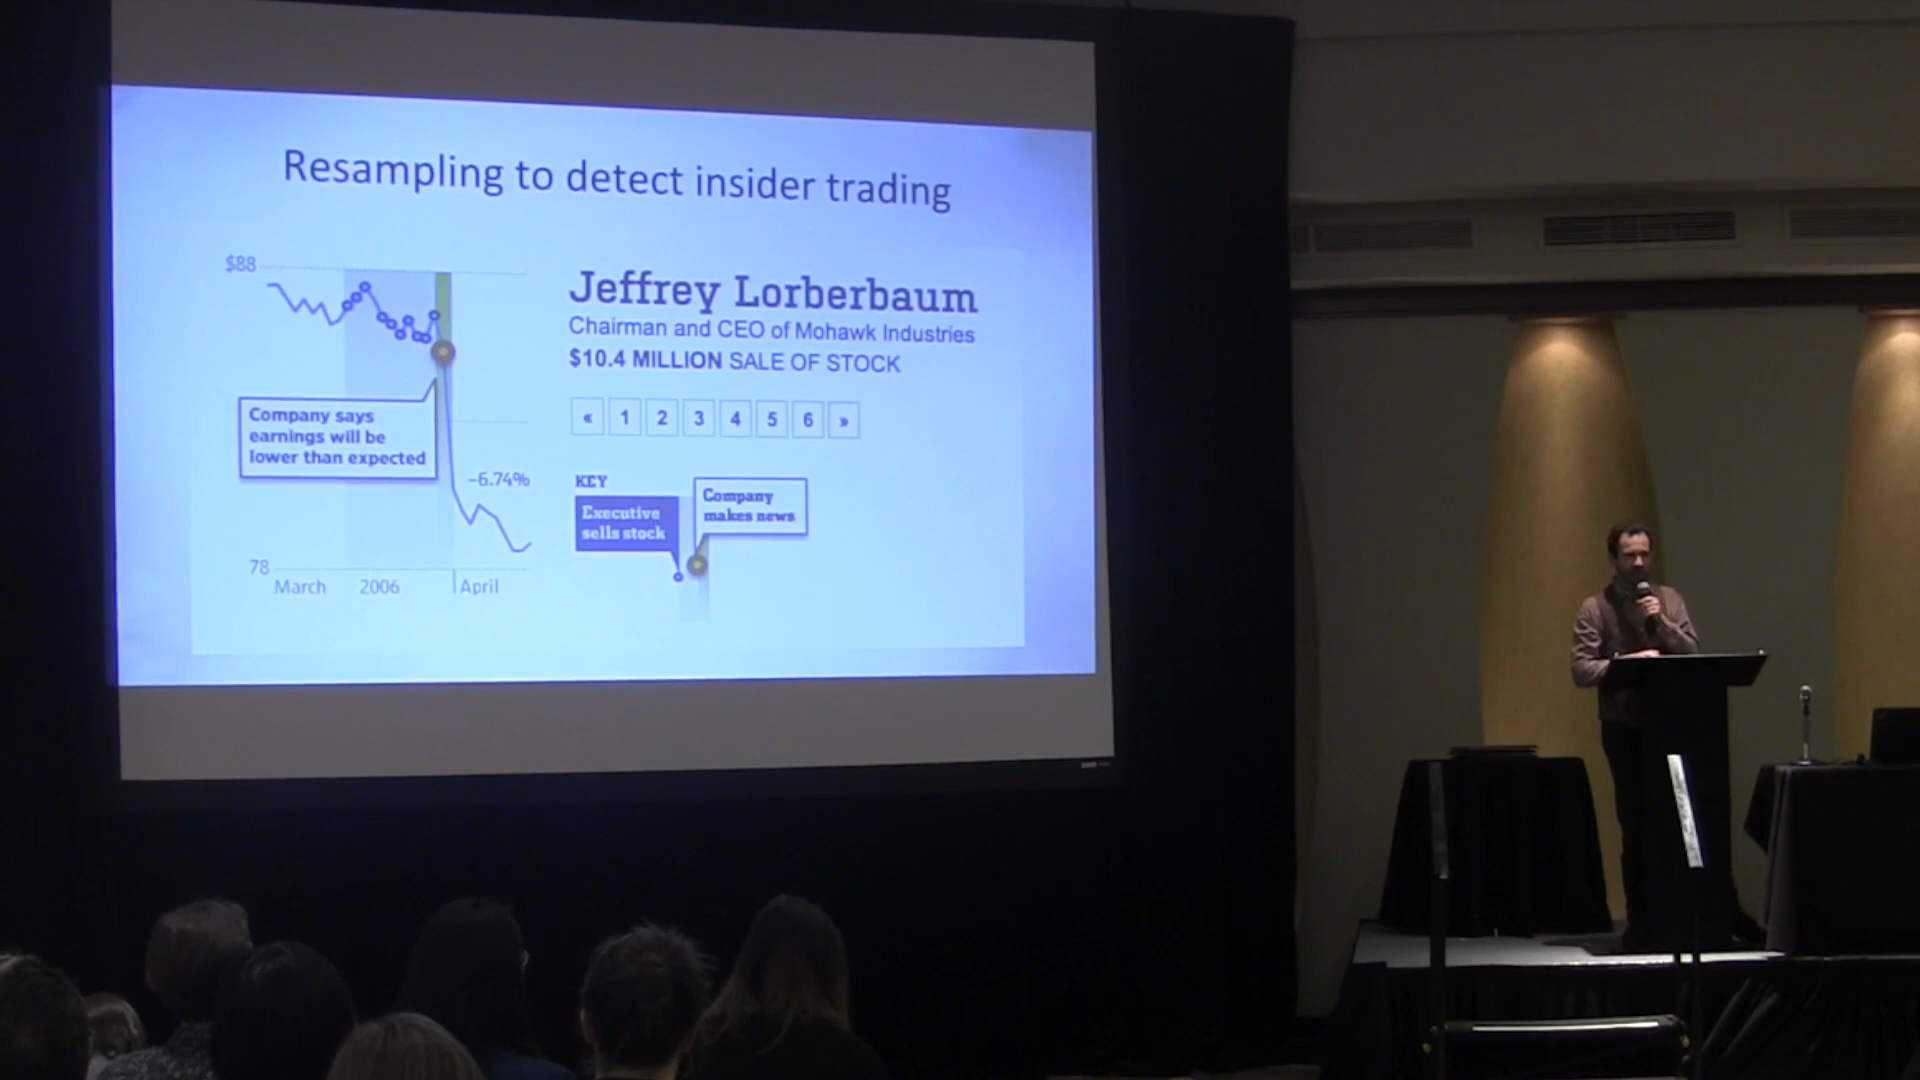 Resampling to detect insider trading
$88
Company says
earnings will be
lower than expected
-6.74%
78
March 2006 April
Jeffrey Lorberbaum
Chairman and CEO of Mohawk Industries
$10.4 MILLION SALE OF STOCK
« 1 2 3 4 5 6 »
KEY
Executive
sells stock
Company
makes news